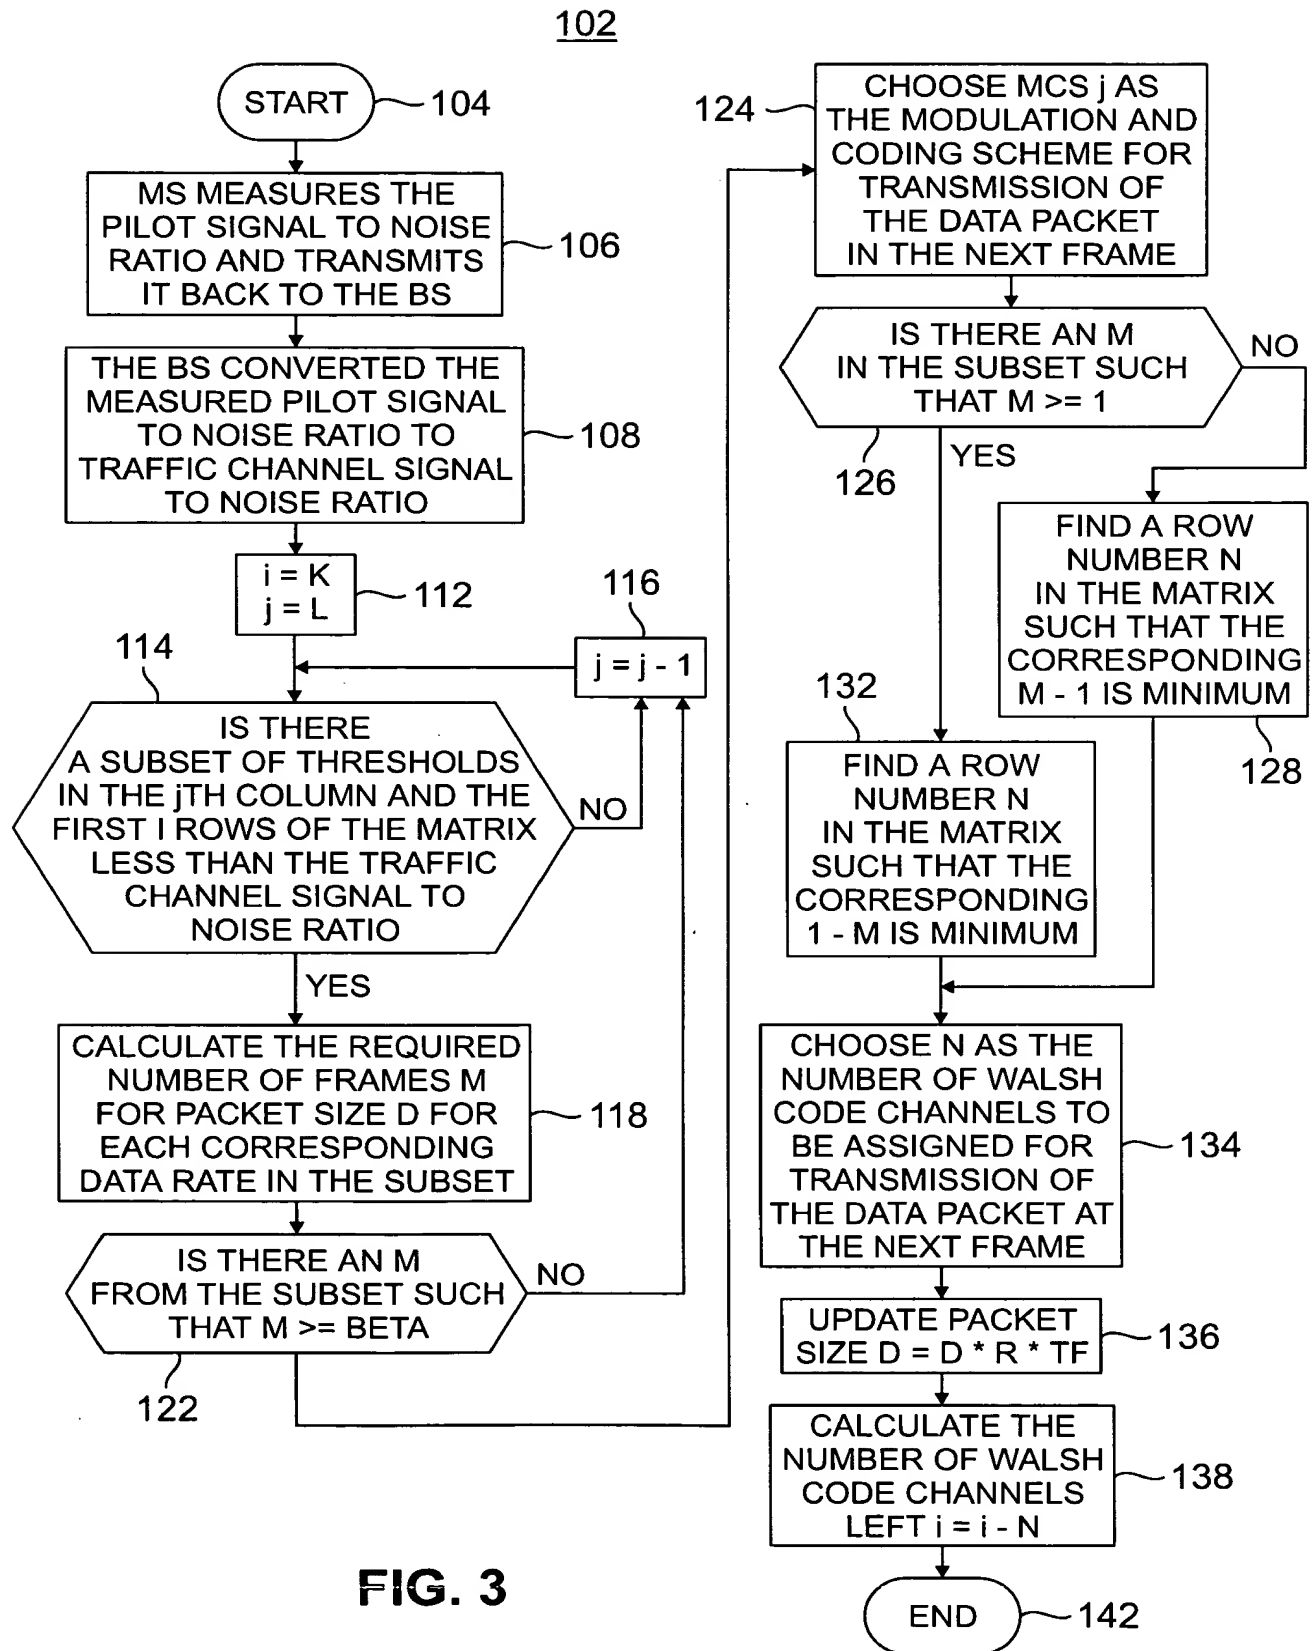 102
START
104
MS MEASURES THE
PILOT SIGNAL TO NOISE
RATIO AND TRANSMITS
IT BACK TO THE BS
106
THE BS CONVERTED THE
MEASURED PILOT SIGNAL
TO NOISE RATIO TO
TRAFFIC CHANNEL SIGNAL
TO NOISE RATIO
108
i = K
j = L
112
116
j = j - 1
114
IS THERE
A SUBSET OF THRESHOLDS
IN THE jTH COLUMN AND THE
FIRST I ROWS OF THE MATRIX
LESS THAN THE TRAFFIC
CHANNEL SIGNAL TO
NOISE RATIO
NO
YES
CALCULATE THE REQUIRED
NUMBER OF FRAMES M
FOR PACKET SIZE D FOR
EACH CORRESPONDING
DATA RATE IN THE SUBSET
118
IS THERE AN M
FROM THE SUBSET SUCH
THAT M >= BETA
NO
122
124
CHOOSE MCS j AS
THE MODULATION AND
CODING SCHEME FOR
TRANSMISSION OF
THE DATA PACKET
IN THE NEXT FRAME
IS THERE AN M
IN THE SUBSET SUCH
THAT M >= 1
NO
126
YES
FIND A ROW
NUMBER N
IN THE MATRIX
SUCH THAT THE
CORRESPONDING
M - 1 IS MINIMUM
128
132
FIND A ROW
NUMBER N
IN THE MATRIX
SUCH THAT THE
CORRESPONDING
1 - M IS MINIMUM
CHOOSE N AS THE
NUMBER OF WALSH
CODE CHANNELS TO
BE ASSIGNED FOR
TRANSMISSION OF
THE DATA PACKET AT
THE NEXT FRAME
134
UPDATE PACKET
SIZE D = D * R * TF
136
CALCULATE THE
NUMBER OF WALSH
CODE CHANNELS
LEFT i = i - N
138
END
142
FIG. 3